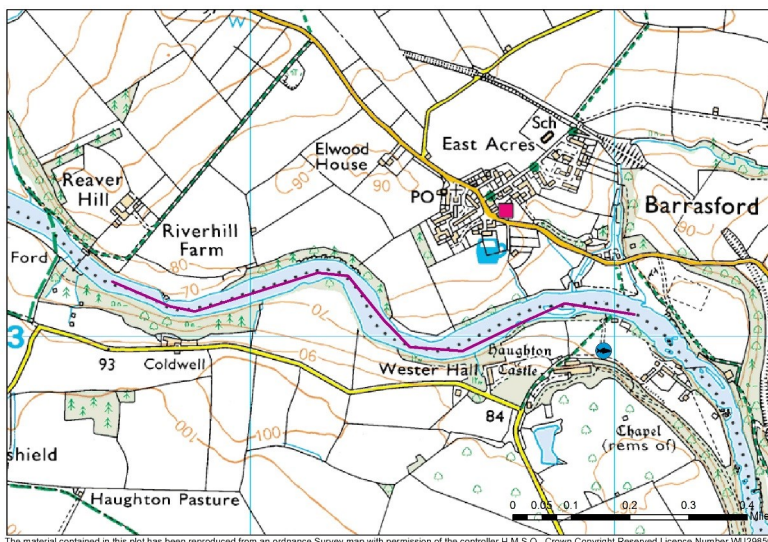 Sch
East Acres
Elwood
House
90
90
PO
Reaver
Hill
Barrasford
90
Riverhill
Farm
Ford
80
70
70
3
90
93
Coldwell
Wester Hall
Haughton
Castle
84
100
100
Chapel
(rems of)
shield
Haughton Pasture
0 0.05 0.1 0.2 0.3 0.4
Mile
The material contained in this plot has been reproduced from an ordnance Survey map with permission of the controller H.M.S.O. Crown Copyright Reserved Licence Number